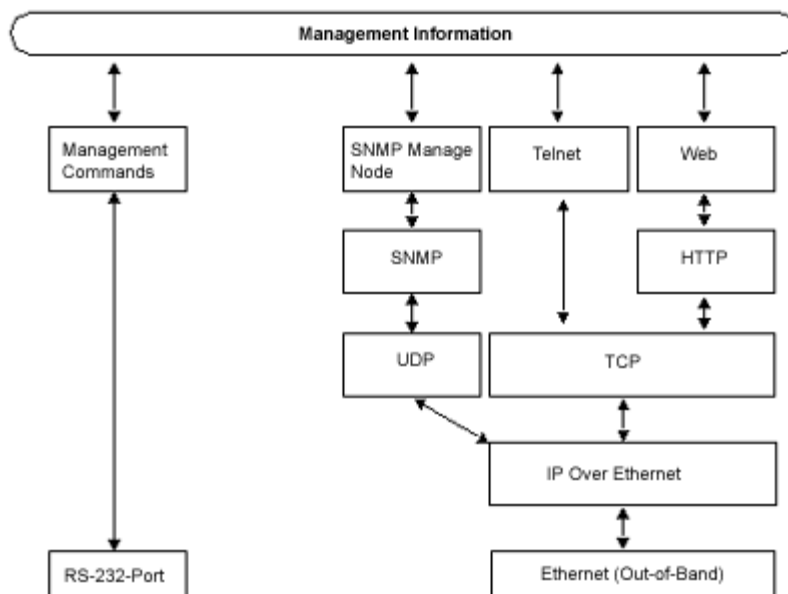 Management Information
Management
Commands
SNMP Manage
Node
Telnet
Web
SNMP
HTTP
UDP
TCP
IP Over Ethernet
RS-232-Port
Ethernet (Out-of-Band)